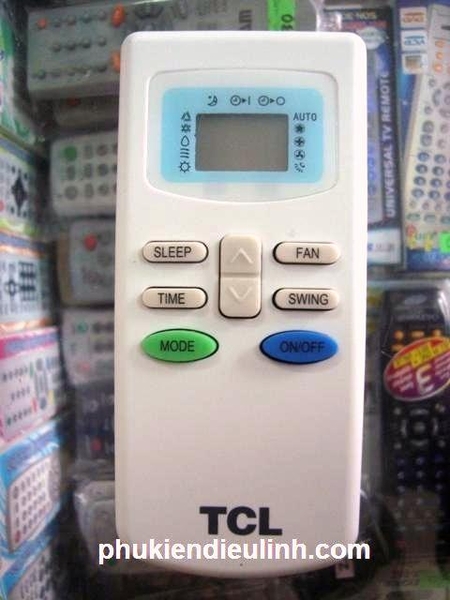 AUTO
SLEEP
FAN
TIME
SWING
MODE
ON/OFF
TCL
phukiendieulinh.com
UNIVERSAL TV REMOTE